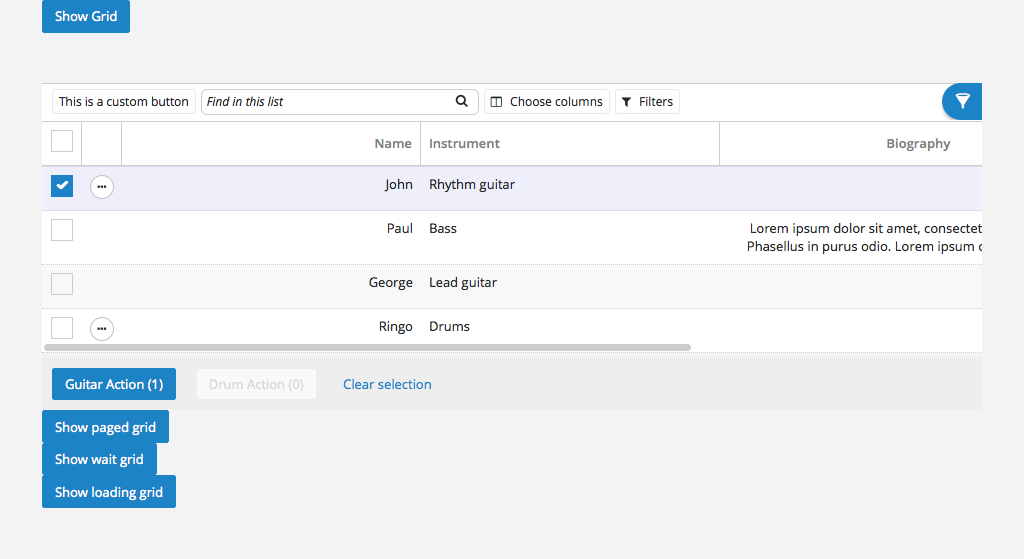 Show Grid
This is a custom button Find in this list Choose columns Filters
Name Instrument Biography
John Rhythm guitar
Paul Bass Lorem ipsum dolor sit amet, consectet
Phasellus in purus odio. Lorem ipsum
George Lead guitar
Ringo Drums
Guitar Action (1) Drum Action (0) Clear selection
Show paged grid
Show wait grid
Show loading grid